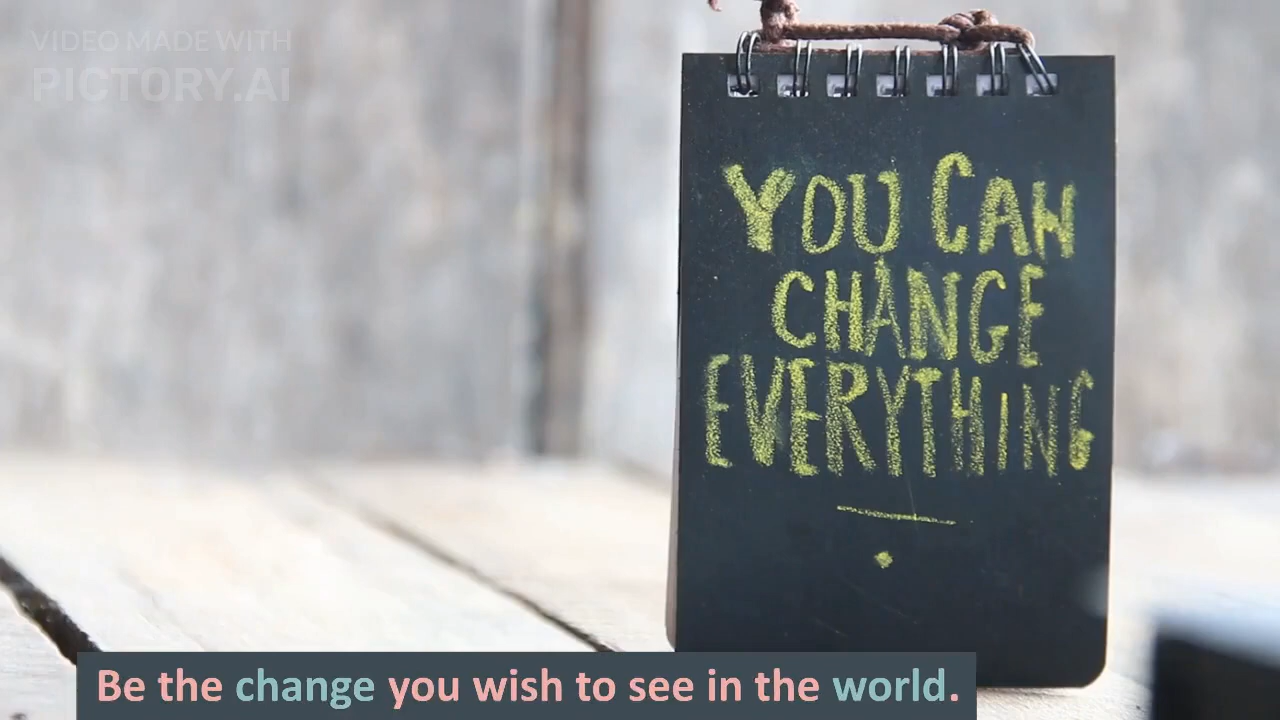 VIDEO MADE WITH
PICTORY.AI
YOU CAN
CHANGE
EVERYTHING
Be the change you wish to see in the world.